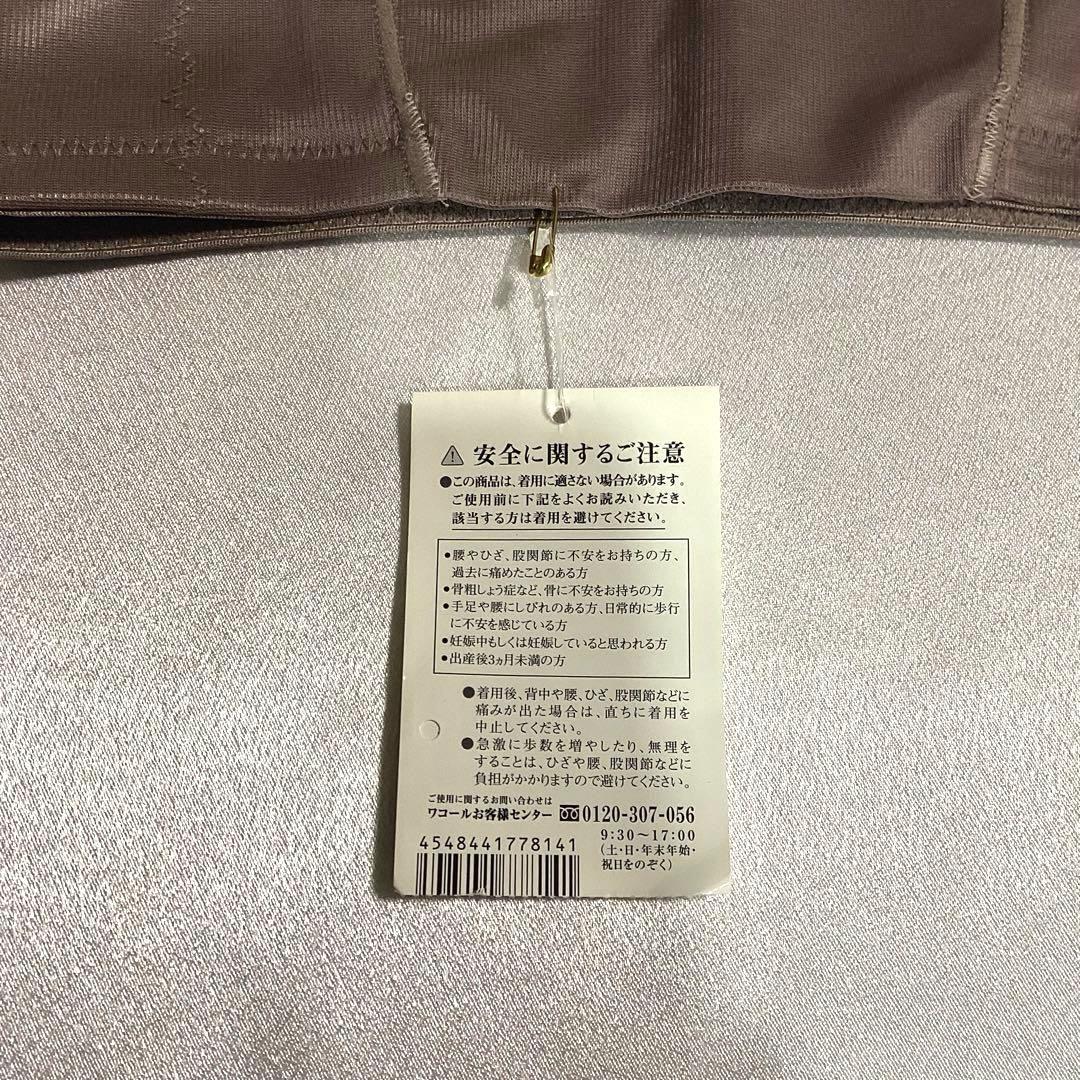 ⚠ 安全に関するご注意
●この商品は、着用に適さない場合があります。
ご使用前に下記をよくお読みいただき、
該当する方は着用を避けてください。
●腰やひざ、股関節に不安をお持ちの方、
過去に痛めたことのある方
●骨粗しょう症など、骨に不安をお持ちの方
●手足や腰にしびれのある方、日常的に歩行
に不安を感じている方
●妊娠中もしくは妊娠していると思われる方
●出産後3ヵ月未満の方
●着用後、背中や腰、ひざ、股関節などに
痛みが出た場合は、直ちに着用を
中止してください。
●急激に歩数を増やしたり、無理を
することは、ひざや腰、股関節などに
負担がかかりますので避けてください。
ご使用に関するお問い合わせは
ワコールお客様センター 0120-307-056
9:30~17:00
(土・日・年末年始・
祝日をのぞく)
4548441778141